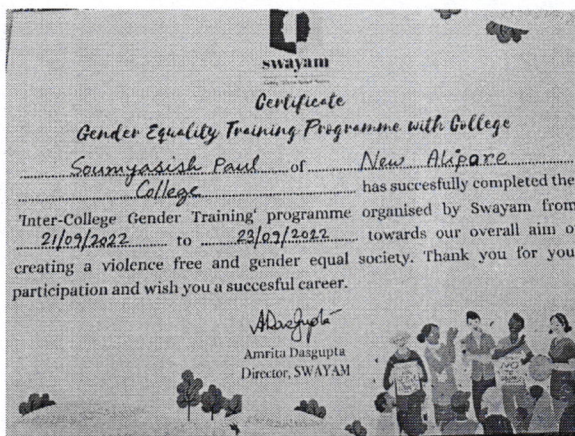 swayam
Certificate
Gender Equality Training Programme with College
Soumyasish Paul of New Alipore
College has succesfully completed the
'Inter-College Gender Training' programme organised by Swayam from
21/09/2022 to 23/09/2022 towards our overall aim o
creating a violence free and gender equal society. Thank you for you
participation and wish you a succesful career.
ADasgupta
Amrita Dasgupta
Director, SWAYAM